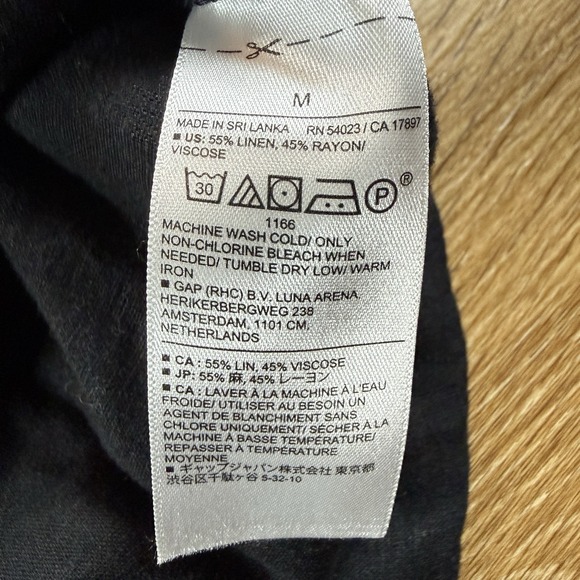 M
MADE IN SRI LANKA RN 54023 / CA 17897
■ US: 55% LINEN, 45% RAYON/
VISCOSE
30 P ®
1166
MACHINE WASH COLD/ ONLY
NON-CHLORINE BLEACH WHEN
NEEDED/ TUMBLE DRY LOW/ WARM
IRON
■ GAP (RHC) B.V. LUNA ARENA,
HERIKERBERGWEG 238
AMSTERDAM, 1101 CM,
NETHERLANDS
■ CA : 55% LIN, 45% VISCOSE
■ JP: 55% 麻, 45% レーヨン
■ CA : LAVER À LA MACHINE À L'EAU
FROIDE/ UTILISER AU BESOIN UN
AGENT DE BLANCHIMENT SANS
CHLORE UNIQUEMENT/ SÉCHER À LA
MACHINE À BASSE TEMPÉRATURE/
REPASSER À TEMPÉRATURE
MOYENNE
■ ギャップジャパン株式会社 東京都
渋谷区千駄ヶ谷 5-32-10